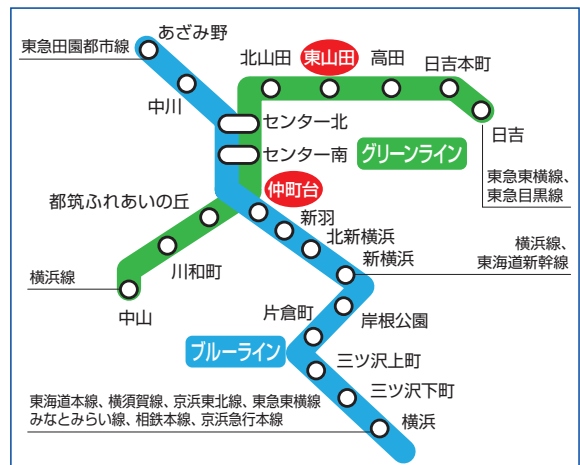 あざみ野
東急田園都市線
北山田
東山田
高田
日吉本町
中川
センター北
日吉
センター南
グリーンライン
東急東横線、
東急目黒線
仲町台
都筑ふれあいの丘
新羽
北新横浜
新横浜
横浜線、
東海道新幹線
川和町
横浜線
中山
片倉町
岸根公園
ブルーライン
三ツ沢上町
三ツ沢下町
東海道本線、横須賀線、京浜東北線、東急東横線
みなとみらい線、相鉄本線、京浜急行本線
横浜